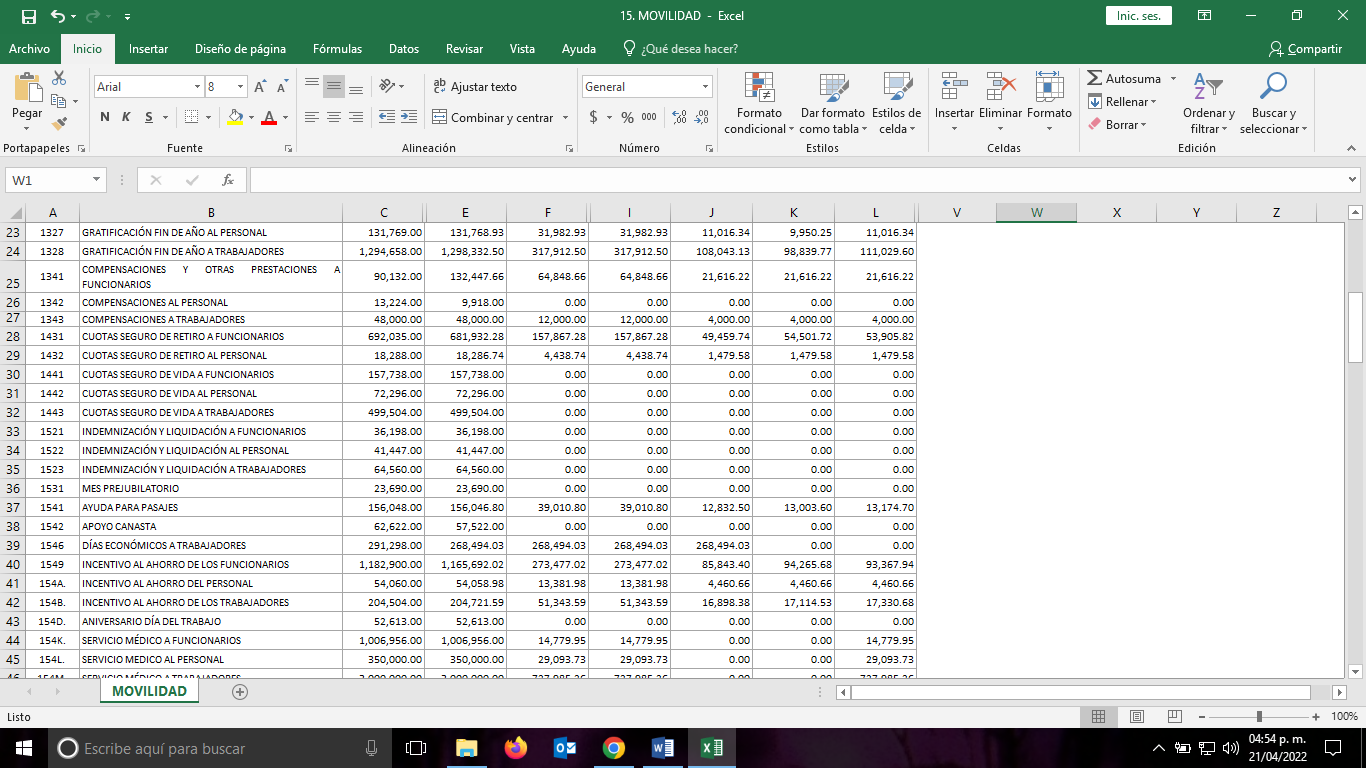 15. MOVILIDAD - Excel
Inic. ses.
Archivo Inicio Insertar Diseño de página Fórmulas Datos Revisar Vista Ayuda ¿Qué desea hacer? Compartir
Pegar
Arial 8
N K S
Ajustar texto
Combinar y centrar
General
$ % 000
Formato condicional
Dar formato como tabla
Estilos de celda
Insertar Eliminar Formato
Autosuma
Rellenar
Borrar
Ordenar y filtrar
Buscar y seleccionar
Portapapeles Fuente Alineación Número Estilos Celdas Edición
W1 fx
A B C E F I J K L V W X Y Z
23 1327 GRATIFICACIÓN FIN DE AÑO AL PERSONAL 131,769.00 131,768.93 31,982.93 31,982.93 11,016.34 9,950.25 11,016.34
24 1328 GRATIFICACIÓN FIN DE AÑO A TRABAJADORES 1,294,658.00 1,298,332.50 317,912.50 317,912.50 108,043.13 98,839.77 111,029.60
25 1341 COMPENSACIONES Y OTRAS PRESTACIONES A FUNCIONARIOS 90,132.00 132,447.66 64,848.66 64,848.66 21,616.22 21,616.22 21,616.22
26 1342 COMPENSACIONES AL PERSONAL 13,224.00 9,918.00 0.00 0.00 0.00 0.00 0.00
27 1343 COMPENSACIONES A TRABAJADORES 48,000.00 48,000.00 12,000.00 12,000.00 4,000.00 4,000.00 4,000.00
28 1431 CUOTAS SEGURO DE RETIRO A FUNCIONARIOS 692,035.00 681,932.28 157,867.28 157,867.28 49,459.74 54,501.72 53,905.82
29 1432 CUOTAS SEGURO DE RETIRO AL PERSONAL 18,288.00 18,286.74 4,438.74 4,438.74 1,479.58 1,479.58 1,479.58
30 1441 CUOTAS SEGURO DE VIDA A FUNCIONARIOS 157,738.00 157,738.00 0.00 0.00 0.00 0.00 0.00
31 1442 CUOTAS SEGURO DE VIDA AL PERSONAL 72,296.00 72,296.00 0.00 0.00 0.00 0.00 0.00
32 1443 CUOTAS SEGURO DE VIDA A TRABAJADORES 499,504.00 499,504.00 0.00 0.00 0.00 0.00 0.00
33 1521 INDEMNIZACIÓN Y LIQUIDACIÓN A FUNCIONARIOS 36,198.00 36,198.00 0.00 0.00 0.00 0.00 0.00
34 1522 INDEMNIZACIÓN Y LIQUIDACIÓN AL PERSONAL 41,447.00 41,447.00 0.00 0.00 0.00 0.00 0.00
35 1523 INDEMNIZACIÓN Y LIQUIDACIÓN A TRABAJADORES 64,560.00 64,560.00 0.00 0.00 0.00 0.00 0.00
36 1531 MES PREJUBILATORIO 23,690.00 23,690.00 0.00 0.00 0.00 0.00 0.00
37 1541 AYUDA PARA PASAJES 156,048.00 156,046.80 39,010.80 39,010.80 12,832.50 13,003.60 13,174.70
38 1542 APOYO CANASTA 62,622.00 57,522.00 0.00 0.00 0.00 0.00 0.00
39 1546 DÍAS ECONÓMICOS A TRABAJADORES 291,298.00 268,494.03 268,494.03 268,494.03 268,494.03 0.00 0.00
40 1549 INCENTIVO AL AHORRO DE LOS FUNCIONARIOS 1,182,900.00 1,165,692.02 273,477.02 273,477.02 85,843.40 94,265.68 93,367.94
41 154A. INCENTIVO AL AHORRO DEL PERSONAL 54,060.00 54,058.98 13,381.98 13,381.98 4,460.66 4,460.66 4,460.66
42 154B. INCENTIVO AL AHORRO DE LOS TRABAJADORES 204,504.00 204,721.59 51,343.59 51,343.59 16,898.38 17,114.53 17,330.68
43 154D. ANIVERSARIO DÍA DEL TRABAJO 52,613.00 52,613.00 0.00 0.00 0.00 0.00 0.00
44 154K. SERVICIO MÉDICO A FUNCIONARIOS 1,006,956.00 1,006,956.00 14,779.95 14,779.95 0.00 0.00 14,779.95
45 154L. SERVICIO MEDICO AL PERSONAL 350,000.00 350,000.00 29,093.73 29,093.73 0.00 0.00 29,093.73
MOVILIDAD
Listo 100%
Escribe aquí para buscar
04:54 p. m.
21/04/2022